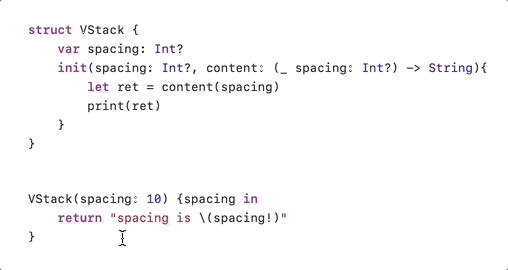 struct VStack {
    var spacing: Int?
    init(spacing: Int?, content: (_ spacing: Int?) -> String){
        let ret = content(spacing)
        print(ret)
    }
}
VStack(spacing: 10) {spacing in
    return "spacing is \(spacing!)"
}